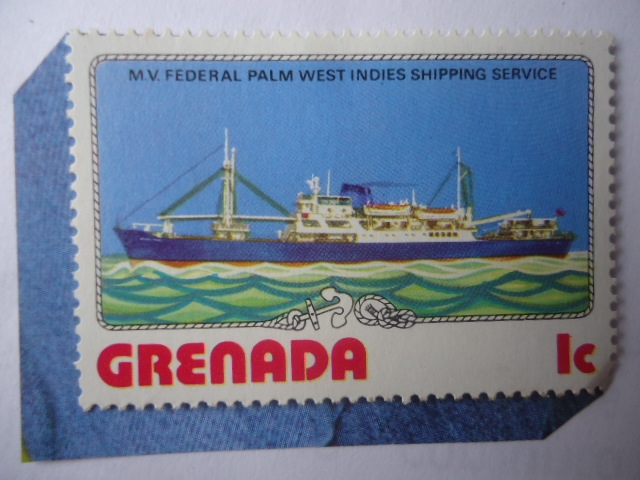 M.V. FEDERAL PALM WEST INDIES SHIPPING SERVICE
GRENADA 1c